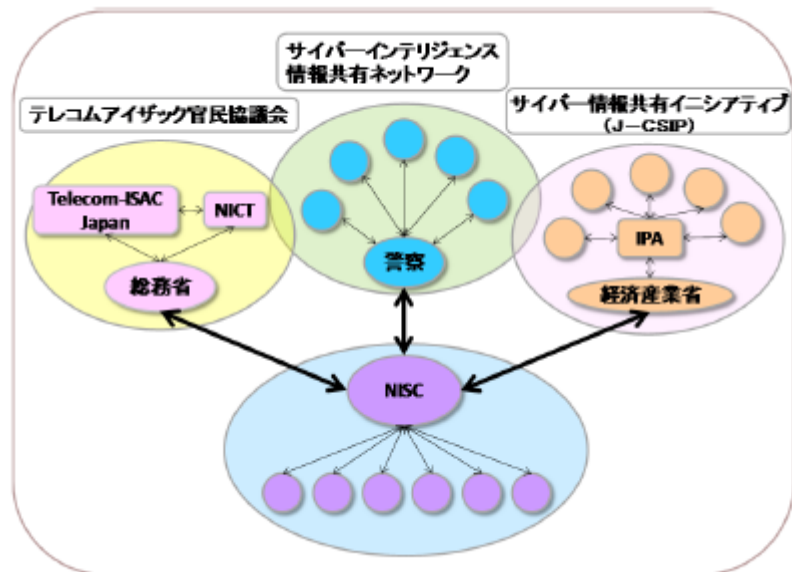 サイバーインテリジェンス
情報共有ネットワーク
テレコムアイザック官民協議会
サイバー情報共有イニシアティブ
（J－CSIP）
Telecom-ISAC
Japan
NICT
総務省
警察
IPA
経済産業省
NISC